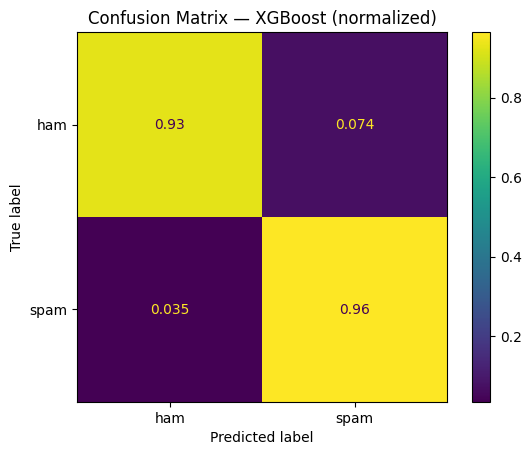 Confusion Matrix — XGBoost (normalized)
ham
0.93
0.074
spam
0.035
0.96
ham
spam
Predicted label
True label
0.8
0.6
0.4
0.2